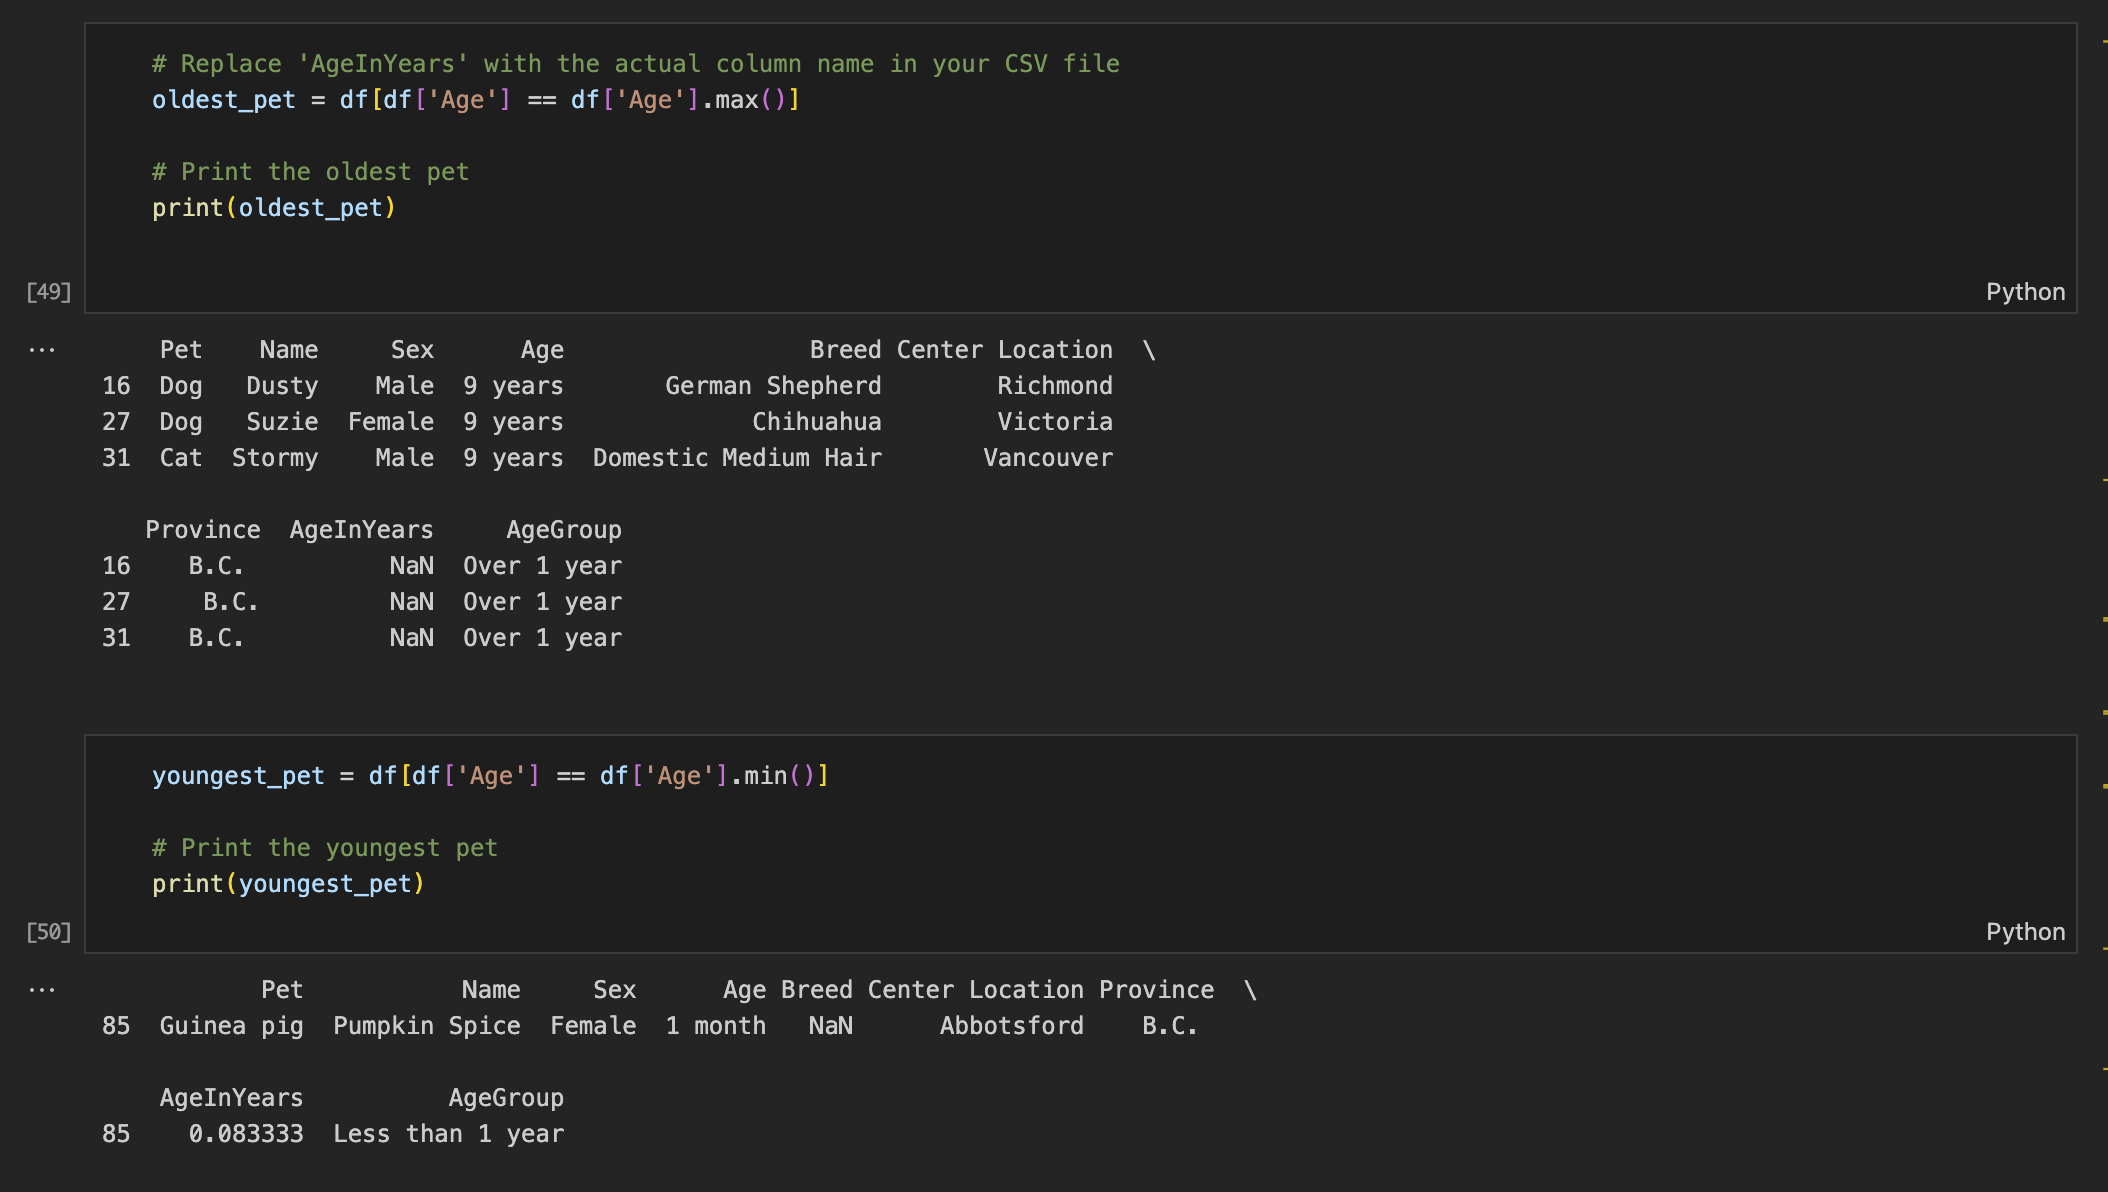 # Replace 'AgeInYears' with the actual column name in your CSV file
oldest_pet = df[df['Age'] == df['Age'].max()]
# Print the oldest pet
print(oldest_pet)
[49]
Python
...
Pet Name Sex Age Breed Center Location \
16 Dog Dusty Male 9 years German Shepherd Richmond
27 Dog Suzie Female 9 years Chihuahua Victoria
31 Cat Stormy Male 9 years Domestic Medium Hair Vancouver
Province AgeInYears AgeGroup
16 B.C. NaN Over 1 year
27 B.C. NaN Over 1 year
31 B.C. NaN Over 1 year
youngest_pet = df[df['Age'] == df['Age'].min()]
# Print the youngest pet
print(youngest_pet)
[50]
Python
...
Pet Name Sex Age Breed Center Location Province \
85 Guinea pig Pumpkin Spice Female 1 month NaN Abbotsford B.C.
AgeInYears AgeGroup
85 0.083333 Less than 1 year